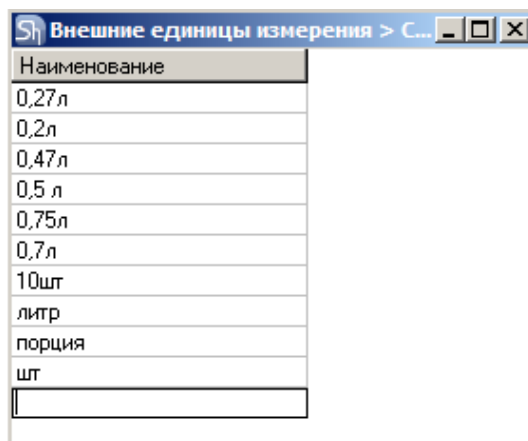 Sh Внешние единицы измерения > С...
Наименование
0,27л
0,2л
0,47л
0,5 л
0,75л
0,7л
10шт
литр
порция
шт